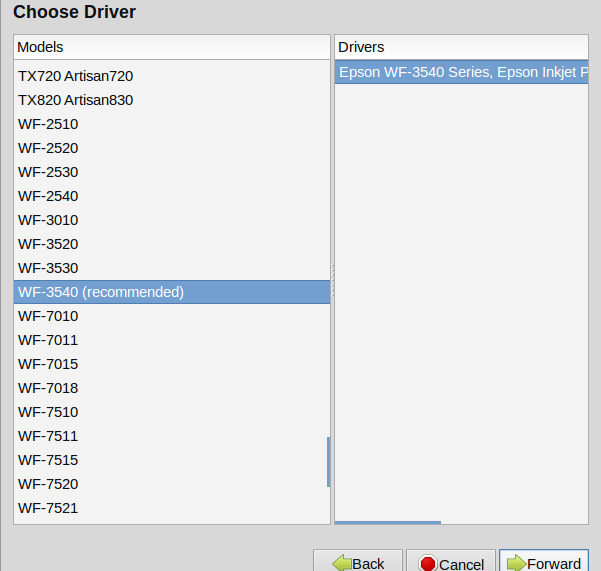 Choose Driver
Models
Drivers
TX720 Artisan720
Epson WF-3540 Series, Epson Inkjet P
TX820 Artisan830
WF-2510
WF-2520
WF-2530
WF-2540
WF-3010
WF-3520
WF-3530
WF-3540 (recommended)
WF-7010
WF-7011
WF-7015
WF-7018
WF-7510
WF-7511
WF-7515
WF-7520
WF-7521
Back
Cancel
Forward